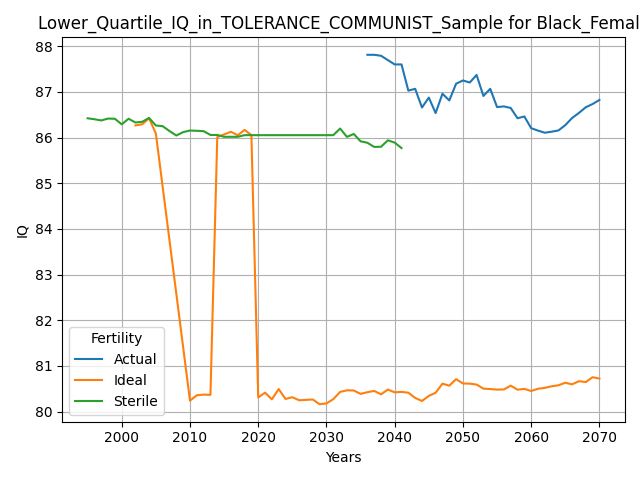 Lower_Quartile_IQ_in_TOLERANCE_COMMUNIST_Sample for Black_Femal
88
87
86
85
84
83
82
81
80
IQ
Fertility
Actual
Ideal
Sterile
2000 2010 2020 2030 2040 2050 2060 2070
Years